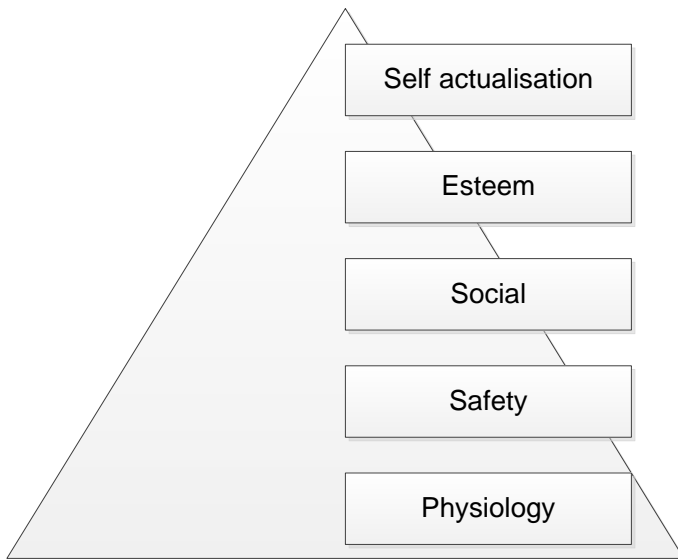 Self actualisation
Esteem
Social
Safety
Physiology